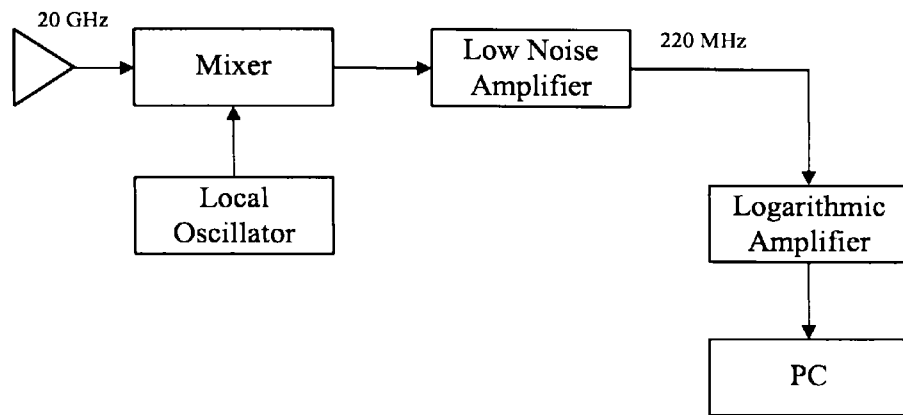 20 GHz
Mixer
Low Noise
Amplifier
220 MHz
Local
Oscillator
Logarithmic
Amplifier
PC